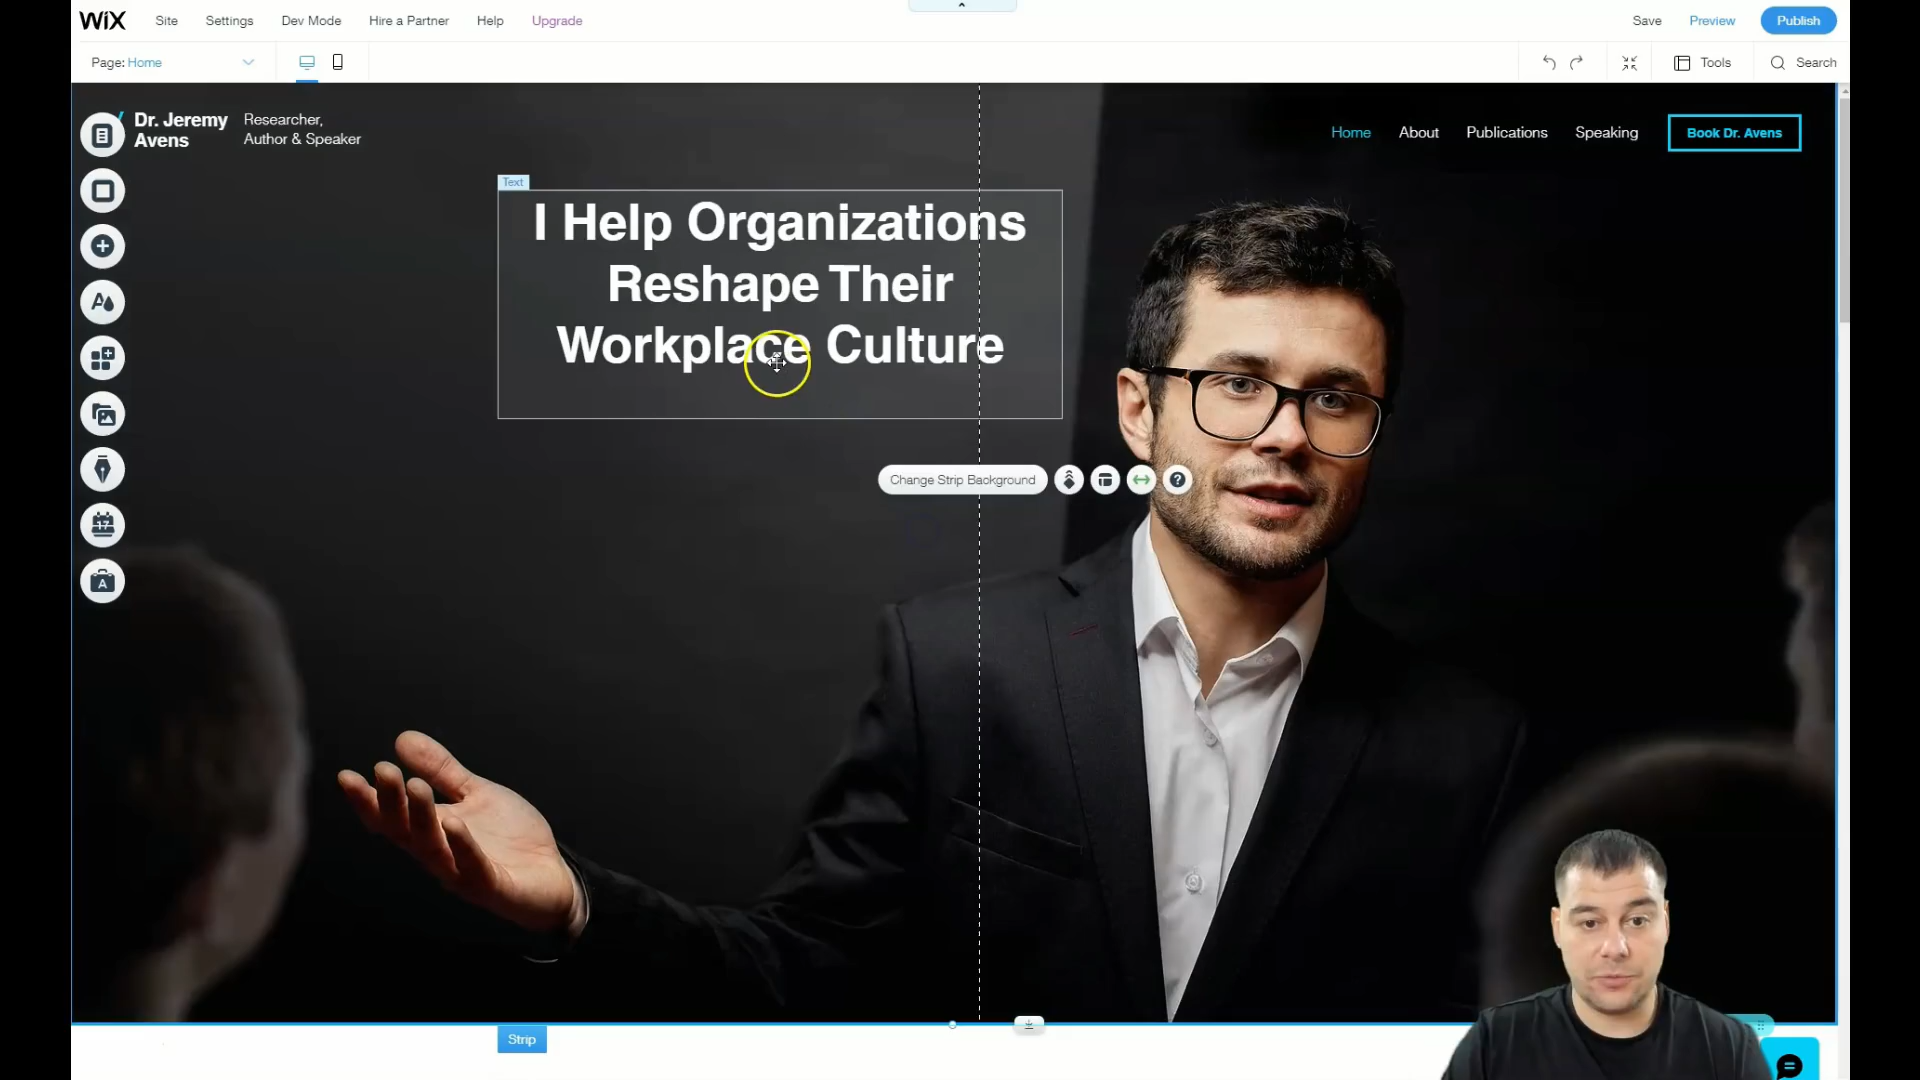 WiX
Site
Settings
Dev Mode
Hire a Partner
Help
Upgrade
Save
Preview
Publish
Page: Home
Tools
Search
Dr. Jeremy
Avens
Researcher,
Author & Speaker
Home
About
Publications
Speaking
Book Dr. Avens
Text
I Help Organizations
Reshape Their
Workplace Culture
Change Strip Background
?
17
A
A
Strip